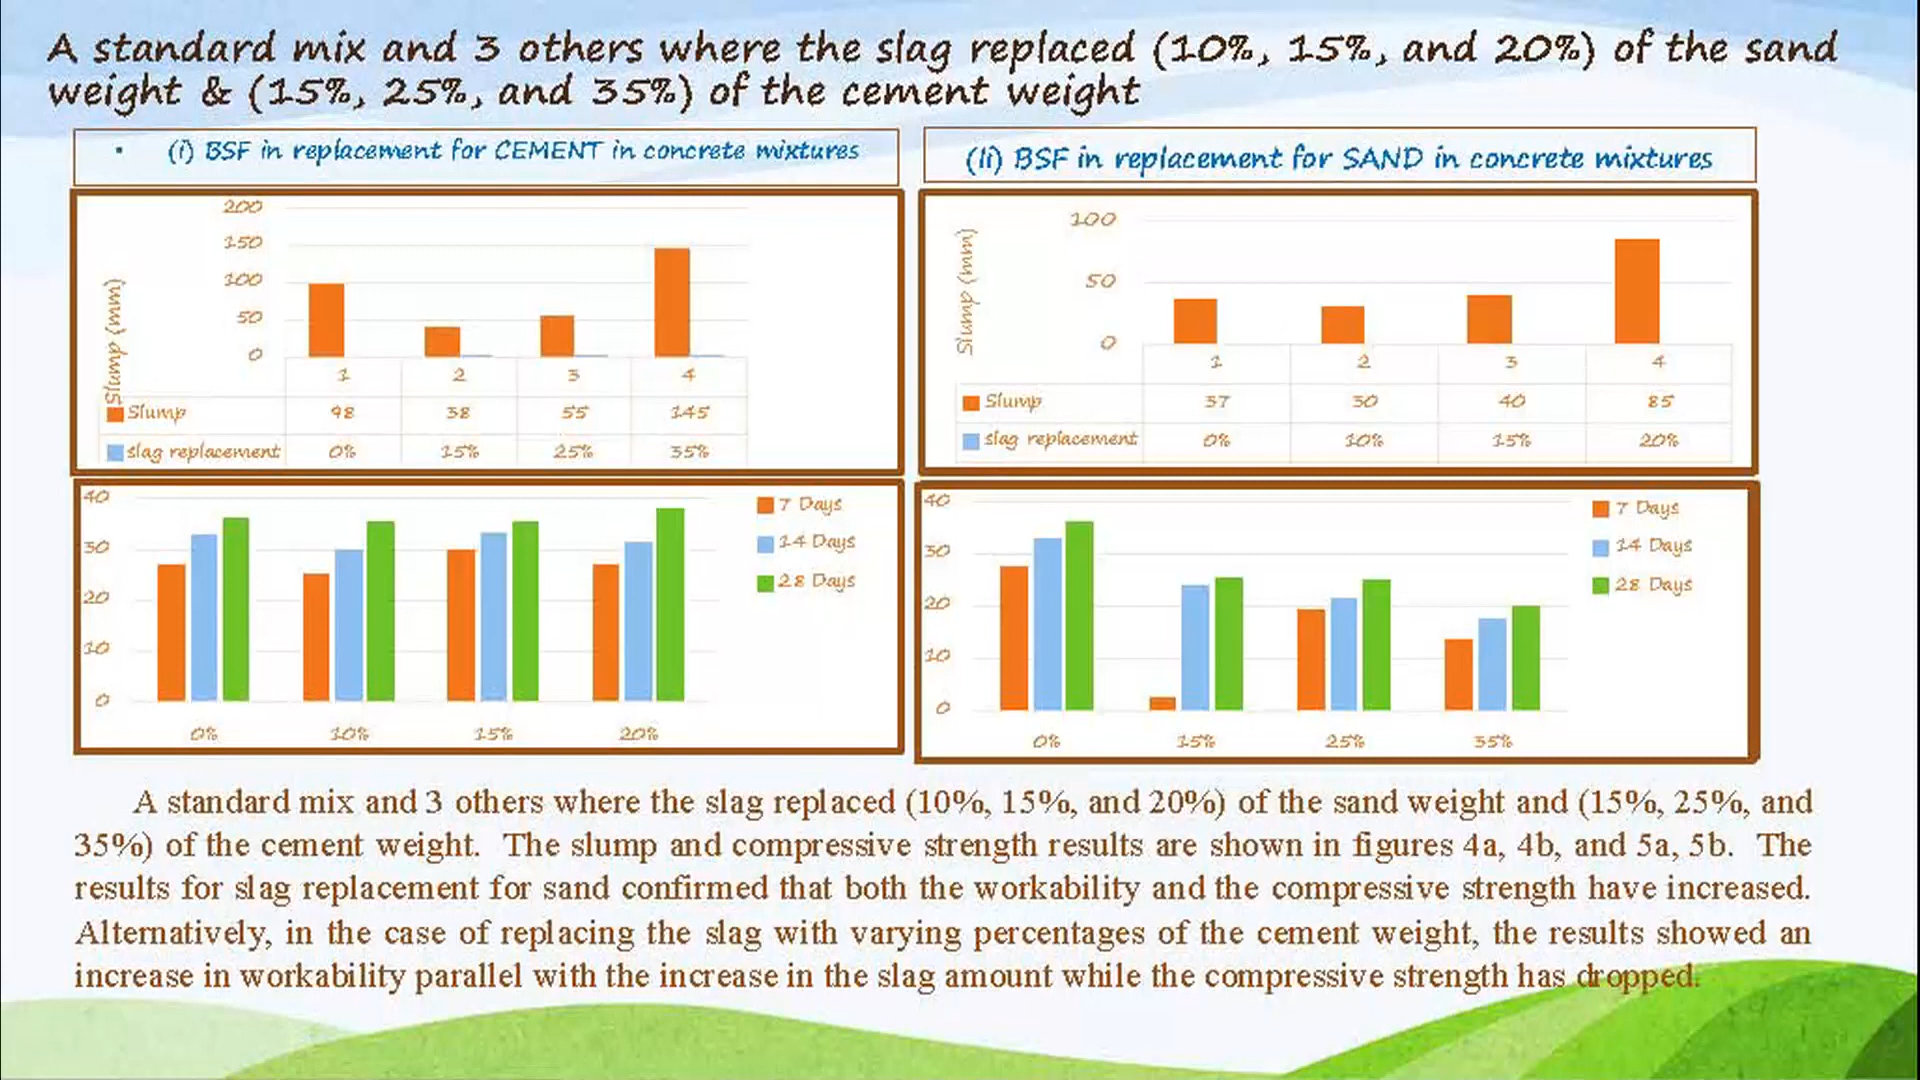 A standard mix and 3 others where the slag replaced (10%, 15%, and 20%) of the sand
weight & (15%, 25%, and 35%) of the cement weight
• (i) BSF in replacement for CEMENT in concrete mixtures
(Ii) BSF in replacement for SAND in concrete mixtures
Slump (mm)
200
150
100
50
0
1 2 3 4
Slump 98 38 55 145
slag replacement 0% 15% 25% 35%
Slump (mm)
100
50
0
1 2 3 4
Slump 37 30 40 85
slag replacement 0% 10% 15% 20%
40
30
20
10
0
0% 10% 15% 20%
7 Days
14 Days
28 Days
40
30
20
10
0
0% 15% 25% 35%
7 Days
14 Days
28 Days
A standard mix and 3 others where the slag replaced (10%, 15%, and 20%) of the sand weight and (15%, 25%, and
35%) of the cement weight. The slump and compressive strength results are shown in figures 4a, 4b, and 5a, 5b. The
results for slag replacement for sand confirmed that both the workability and the compressive strength have increased.
Alternatively, in the case of replacing the slag with varying percentages of the cement weight, the results showed an
increase in workability parallel with the increase in the slag amount while the compressive strength has dropped.